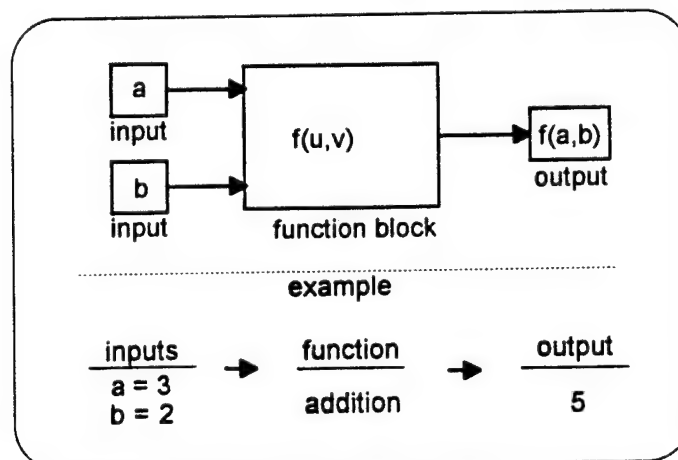 a
input
b
input
f(u,v)
function block
f(a,b)
output
example
inputs
a = 3
b = 2
function
addition
output
5